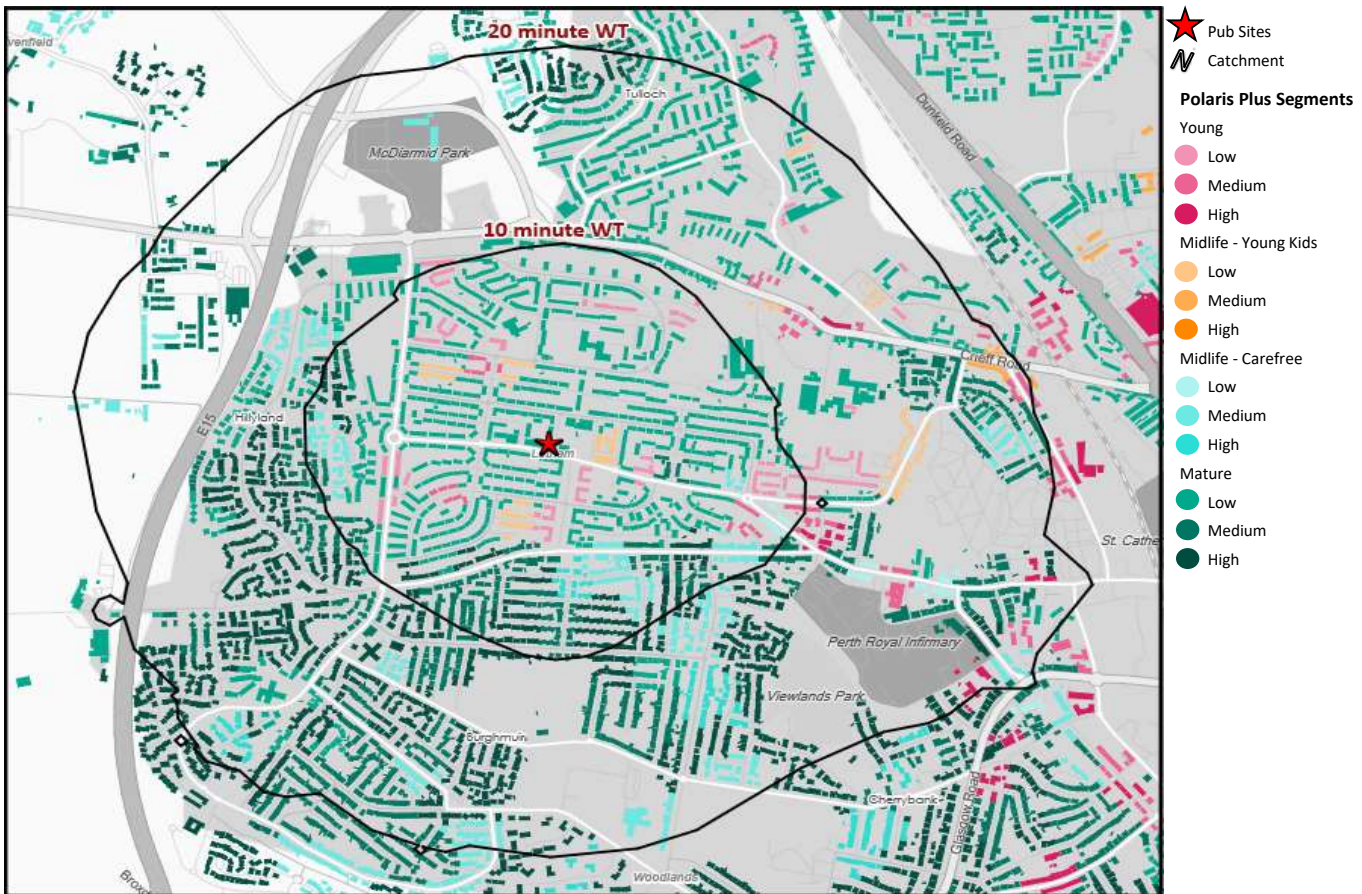 20 minute WT
Tulloch
Dunkeld Road
McDiarmid Park
10 minute WT
Crieff Road
E15
Hillyland
St. Cathe
Perth Royal Infirmary
Viewlands Park
Burghmuir
Cherrybank
Glasgow Road
Woodlands
Pub Sites
Catchment
Polaris Plus Segments
Young
Low
Medium
High
Midlife - Young Kids
Low
Medium
High
Midlife - Carefree
Low
Medium
High
Mature
Low
Medium
High